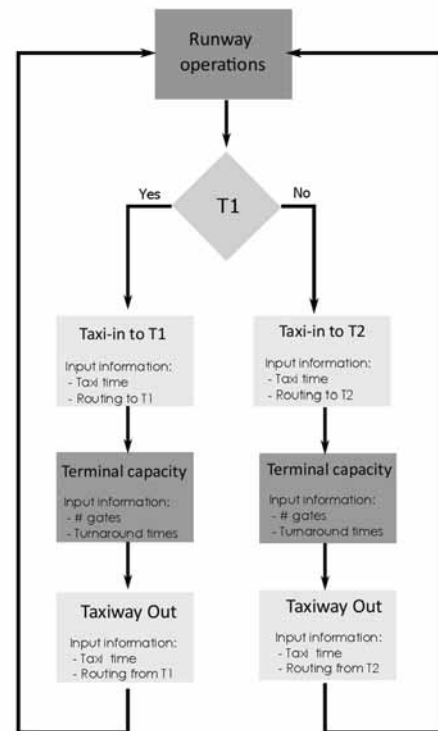 Runway
operations
T1
Yes
No
Taxi-in to T1
Input information:
- Taxi time
- Routing to T1
Taxi-in to T2
Input information:
- Taxi time
- Routing to T2
Terminal capacity
Input information:
- # gates
- Turnaround times
Terminal capacity
Input information:
- # gates
- Turnaround times
Taxiway Out
Input information:
- Taxi time
- Routing from T1
Taxiway Out
Input information:
- Taxi time
- Routing from T2